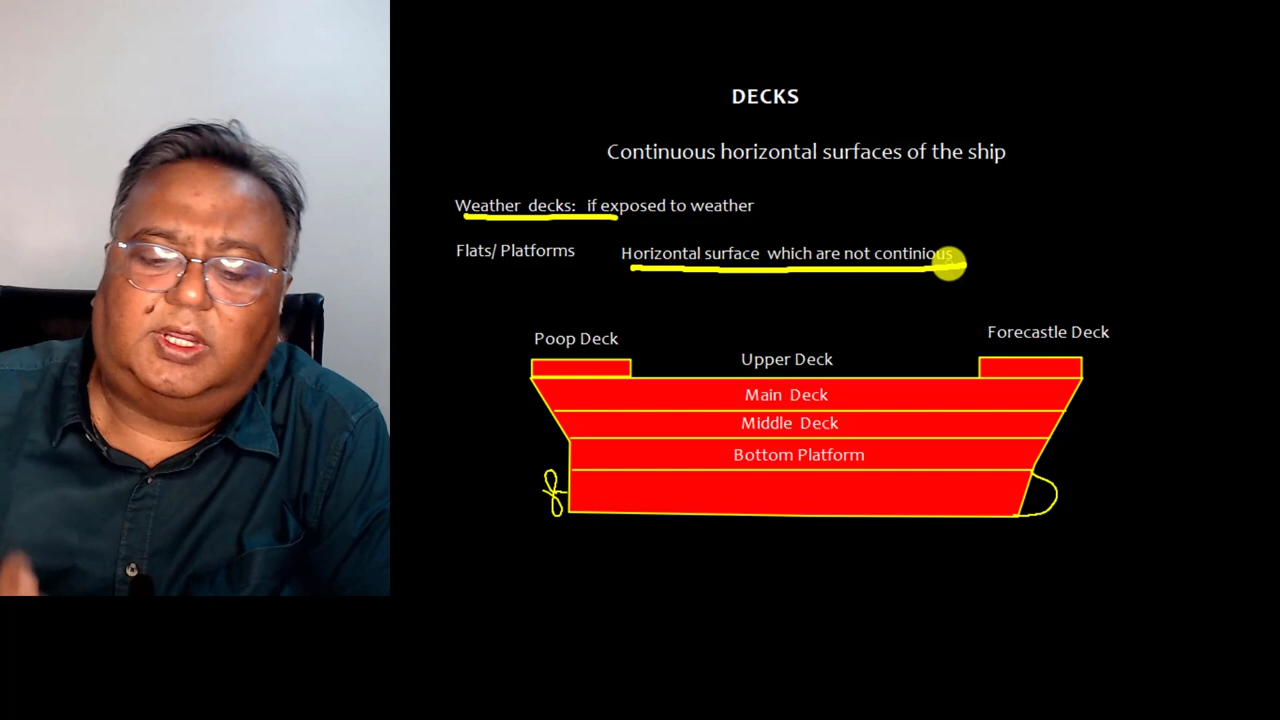 DECKS
Continuous horizontal surfaces of the ship
Weather decks: if exposed to weather
Flats/ Platforms Horizontal surface which are not continious
Poop Deck
Forecastle Deck
Upper Deck
Main Deck
Middle Deck
Bottom Platform